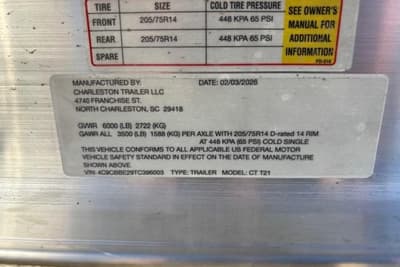 TIRE SIZE COLD TIRE PRESSURE
FRONT 205/75R14 448 KPA 65 PSI
REAR 205/75R14 448 KPA 65 PSI
SPARE
SEE OWNER'S
MANUAL FOR
ADDITIONAL
INFORMATION
MANUFACTURED BY: DATE: 02/03/2026
CHARLESTON TRAILER LLC
4740 FRANCHISE ST.
NORTH CHARLESTON, SC 29418
GVWR 6000 (LB) 2722 (KG)
GAWR ALL 3500 (LB) 1588 (KG) PER AXLE WITH 205/75R14 D-rated 14 RIM
AT 448 KPA (65 PSI) COLD SINGLE
THIS VEHICLE CONFORMS TO ALL APPLICABLE US FEDERAL MOTOR
VEHICLE SAFETY STANDARD IN EFFECT ON THE DATE OF MANUFACTURE
SHOWN ABOVE.
VIN: TYPE: TRAILER MODEL: CT T21